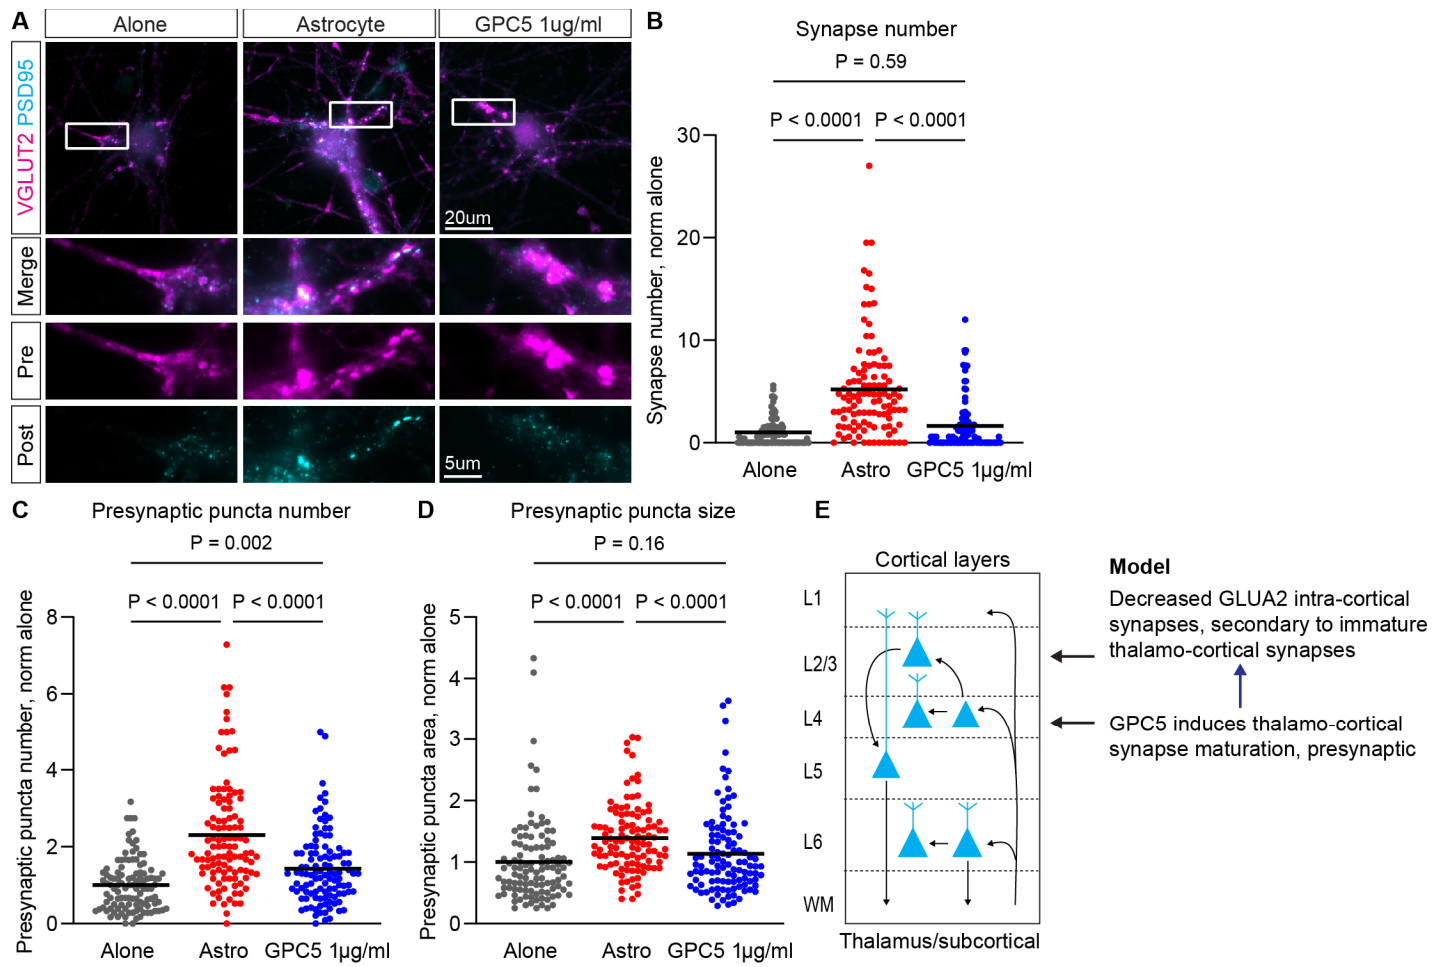 A
Alone
Astrocyte
GPC5 1ug/ml
VGLUT2 PSD95
20um
Merge
Pre
Post
5um
B
Synapse number
P = 0.59
P < 0.0001
P < 0.0001
Synapse number, norm alone
30
20
10
0
Alone
Astro
GPC5 1µg/ml
C
Presynaptic puncta number
P = 0.002
P < 0.0001
P < 0.0001
Presynaptic puncta number, norm alone
8
6
4
2
0
Alone
Astro
GPC5 1µg/ml
D
Presynaptic puncta size
P = 0.16
P < 0.0001
P < 0.0001
Presynaptic puncta area, norm alone
5
4
3
2
1
0
Alone
Astro
GPC5 1µg/ml
E
Cortical layers
L1
L2/3
L4
L5
L6
WM
Thalamus/subcortical
Model
Decreased GLUA2 intra-cortical
synapses, secondary to immature
thalamo-cortical synapses
GPC5 induces thalamo-cortical
synapse maturation, presynaptic